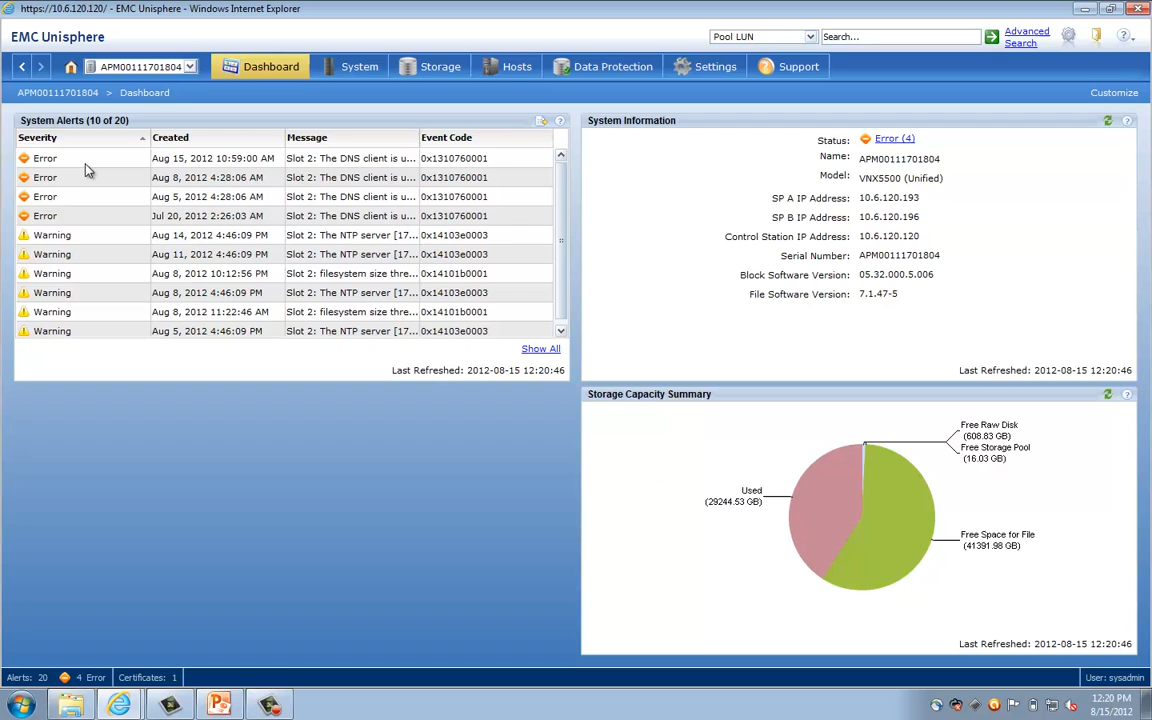 https://10.6.120.120/ - EMC Unisphere - Windows Internet Explorer
EMC Unisphere
Pool LUN
Search...
Advanced Search
APM00111701804
Dashboard
System
Storage
Hosts
Data Protection
Settings
Support
APM00111701804 > Dashboard
Customize
System Alerts (10 of 20)
Severity Created Message Event Code
Error Aug 15, 2012 10:59:00 AM Slot 2: The DNS client is u... 0x1310760001
Error Aug 8, 2012 4:28:06 AM Slot 2: The DNS client is u... 0x1310760001
Error Aug 5, 2012 4:28:06 AM Slot 2: The DNS client is u... 0x1310760001
Error Jul 20, 2012 2:26:03 AM Slot 2: The DNS client is u... 0x1310760001
Warning Aug 14, 2012 4:46:09 PM Slot 2: The NTP server [17... 0x14103e0003
Warning Aug 11, 2012 4:46:09 PM Slot 2: The NTP server [17... 0x14103e0003
Warning Aug 8, 2012 10:12:56 PM Slot 2: filesystem size thre... 0x14101b0001
Warning Aug 8, 2012 4:46:09 PM Slot 2: The NTP server [17... 0x14103e0003
Warning Aug 8, 2012 11:22:46 AM Slot 2: filesystem size thre... 0x14101b0001
Warning Aug 5, 2012 4:46:09 PM Slot 2: The NTP server [17... 0x14103e0003
Show All
Last Refreshed: 2012-08-15 12:20:46
System Information
Status: Error (4)
Name: APM00111701804
Model: VNX5500 (Unified)
SP A IP Address: 10.6.120.193
SP B IP Address: 10.6.120.196
Control Station IP Address: 10.6.120.120
Serial Number: APM00111701804
Block Software Version: 05.32.000.5.006
File Software Version: 7.1.47-5
Last Refreshed: 2012-08-15 12:20:46
Storage Capacity Summary
Free Raw Disk
(608.83 GB)
Free Storage Pool
(16.03 GB)
Used
(29244.53 GB)
Free Space for File
(41391.98 GB)
Last Refreshed: 2012-08-15 12:20:46
Alerts: 20 4 Error Certificates: 1
User: sysadmin
12:20 PM
8/15/2012